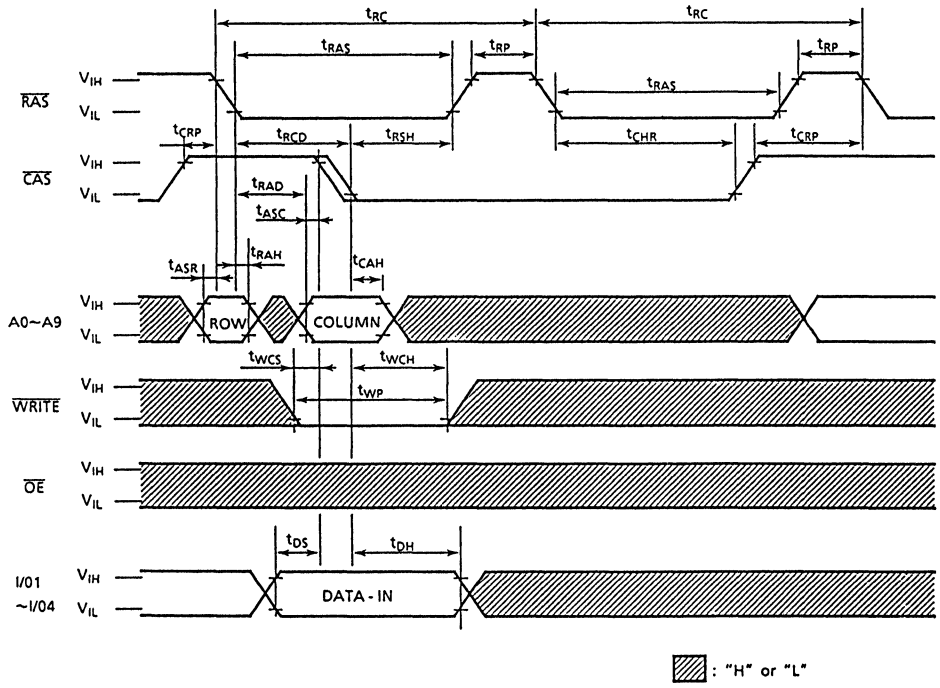 tRC tRC
tRAS tRP tRP
VIH
RAS tRAS
VIL
tCRP tRCD tRSH tCHR tCRP
VIH
CAS
VIL
tRAD
tASC
tRAH
tASR tCAH
VIH
A0~A9 ROW COLUMN
VIL
tWCS tWCH
tWP
VIH
WRITE
VIL
VIH
OE
VIL
tDS tDH
I/01 VIH
DATA - IN
~I/04 VIL
: "H" or "L"